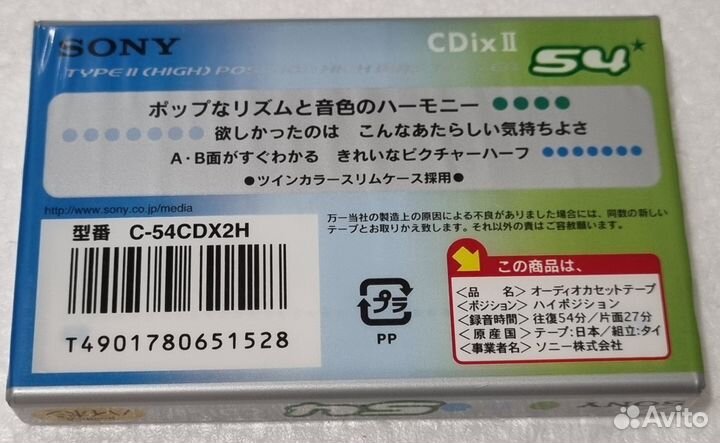 SONY
CDixII 54
TYPE II (HIGH) POSITION
ポップなリズムと音色のハーモニー
欲しかったのは こんなあたらしい気持ちよさ
A・B面がすぐわかる きれいなピクチャーハーフ
●ツインカラースリムケース採用●
http://www.sony.co.jp/media
型番 C-54CDX2H
T4901780651528
万一当社の製造上の原因による不良がありました場合には、同数の新しい
テープとお取りかえ致します。それ以外の責はご容赦願います。
プラ
PP
この商品は、
<品 名> オーディオカセットテープ
<ポジション> ハイポジション
<録音時間> 往復54分/片面27分
<原産国> テープ:日本/組立:タイ
<事業者名> ソニー株式会社
ハイポジ
54
SONY
Avito